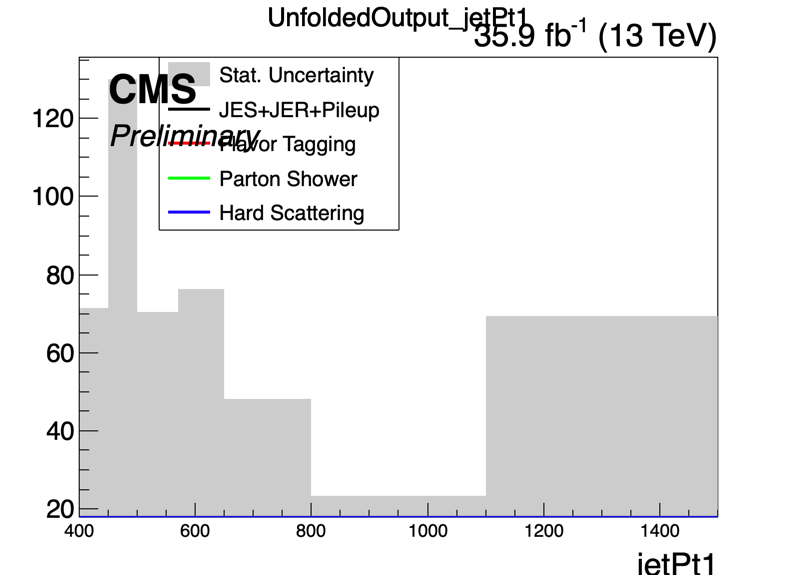 UnfoldedOutput_jetPt1
35.9 fb-1 (13 TeV)
CMS
Preliminary
Stat. Uncertainty
JES+JER+Pileup
Flavor Tagging
Parton Shower
Hard Scattering
120
100
80
60
40
20
400 600 800 1000 1200 1400
jetPt1